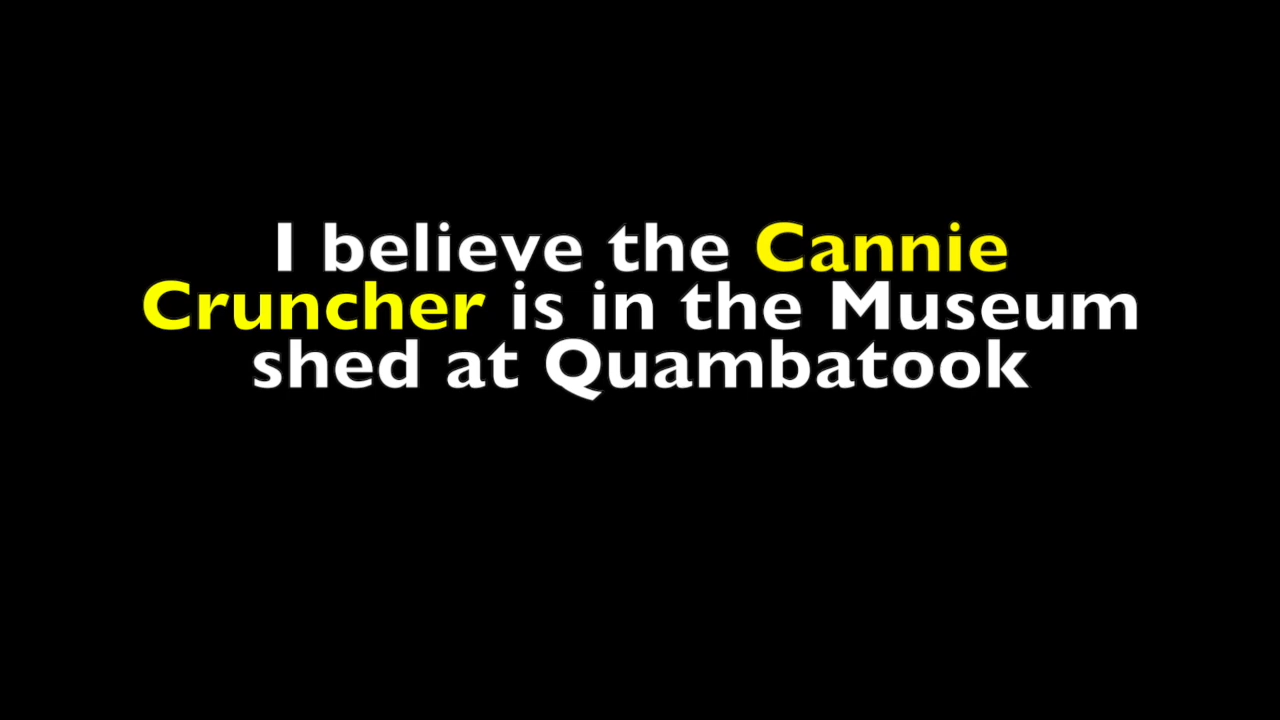 I believe the Cannie
Cruncher is in the Museum
shed at Quambatook